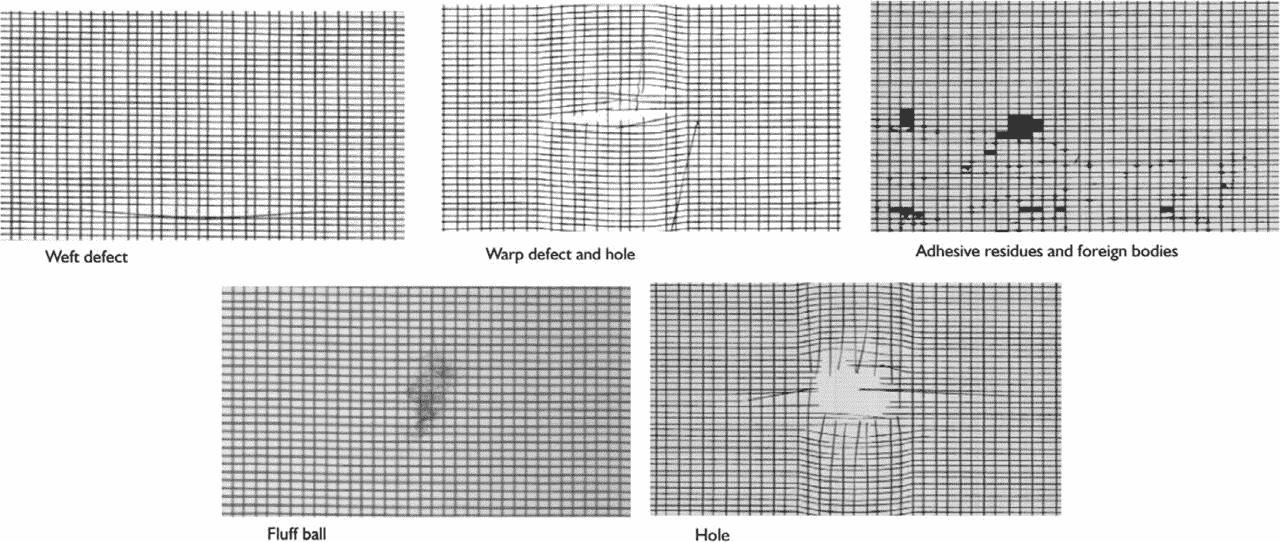 Weft defect
Warp defect and hole
Adhesive residues and foreign bodies
Fluff ball
Hole